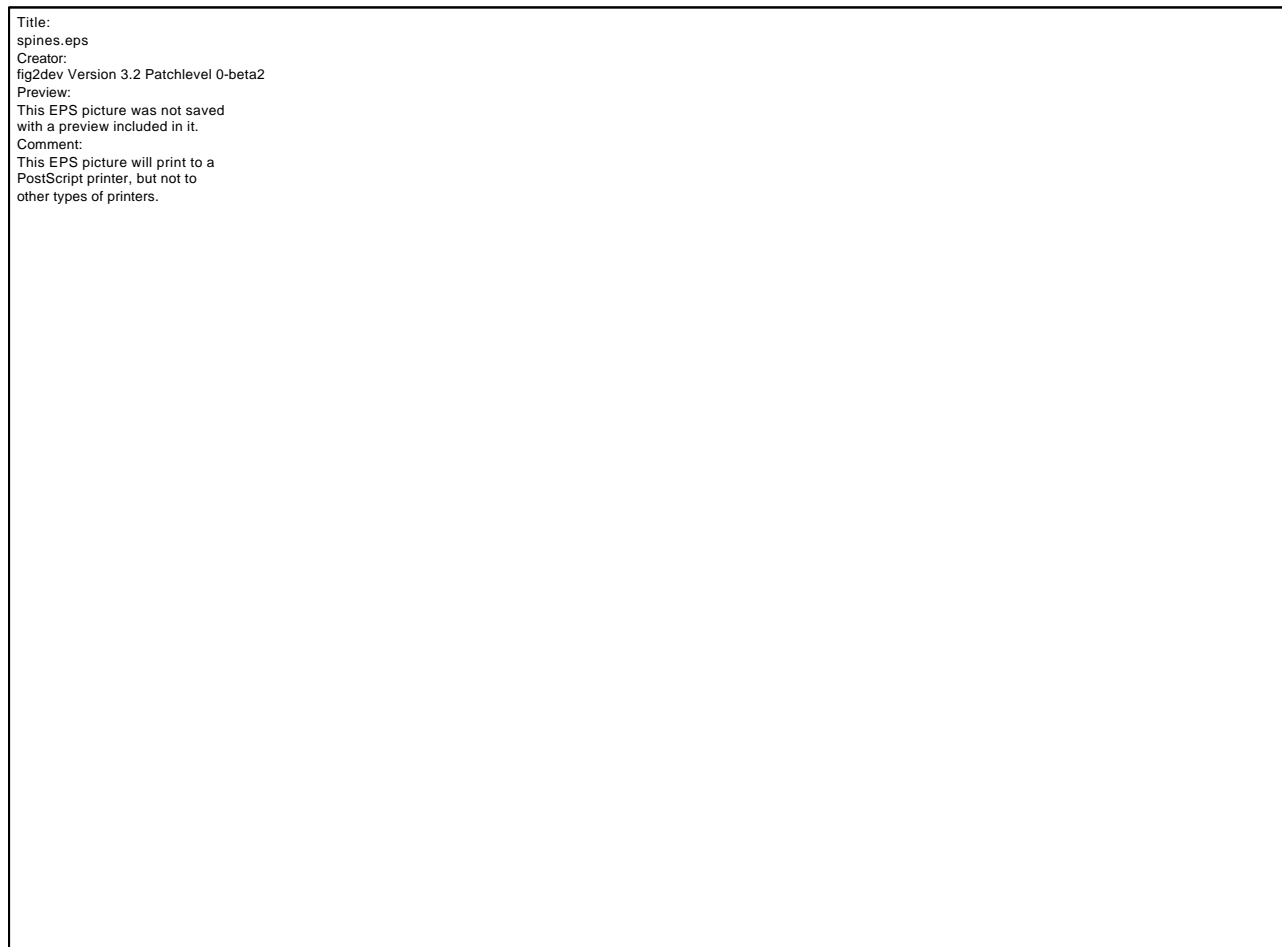 Title:
spines.eps
Creator:
fig2dev Version 3.2 Patchlevel 0-beta2
Preview:
This EPS picture was not saved
with a preview included in it.
Comment:
This EPS picture will print to a
PostScript printer, but not to
other types of printers.